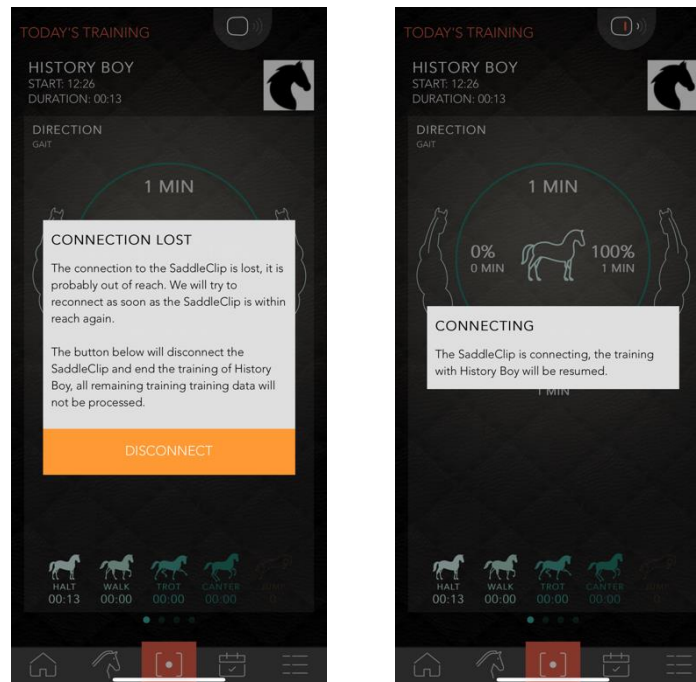 TODAY'S TRAINING
HISTORY BOY
START: 12:26
DURATION: 00:13
DIRECTION
GAIT
1 MIN
CONNECTION LOST
The connection to the SaddleClip is lost, it is
probably out of reach. We will try to
reconnect as soon as the SaddleClip is within
reach again.
The button below will disconnect the
SaddleClip and end the training of History
Boy, all remaining training training data will
not be processed.
DISCONNECT
HALT WALK TROT CANTER
00:13 00:00 00:00 00:00
TODAY'S TRAINING
HISTORY BOY
START: 12:26
DURATION: 00:13
DIRECTION
GAIT
1 MIN
0% 100%
0 MIN 1 MIN
CONNECTING
The SaddleClip is connecting, the training
with History Boy will be resumed.
1 MIN
HALT WALK TROT CANTER
00:13 00:00 00:00 00:00